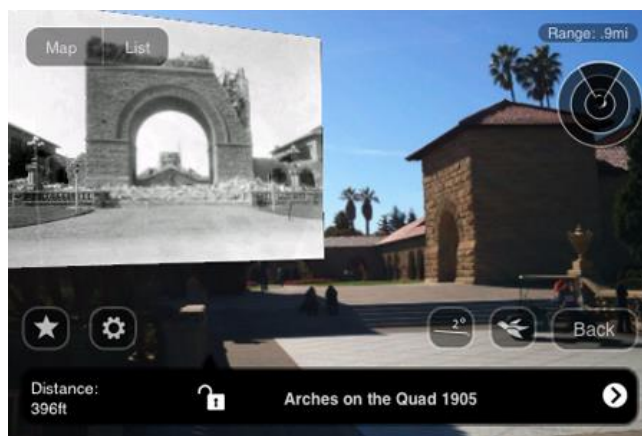 Map
List
Range: .9mi
2°
Back
Distance:
396ft
Arches on the Quad 1905